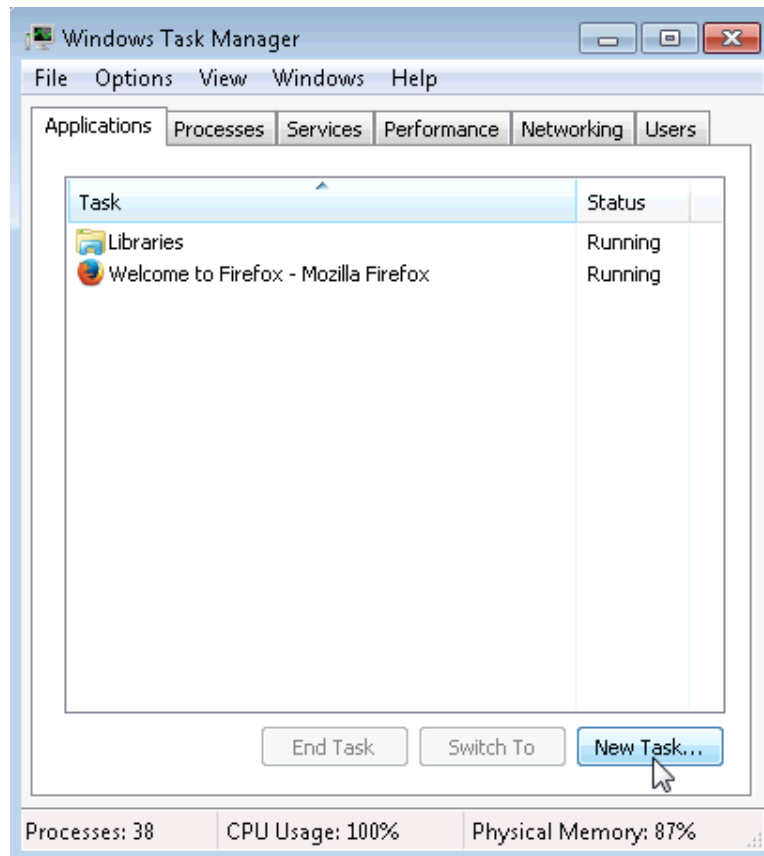 Windows Task Manager
File Options View Windows Help
Applications Processes Services Performance Networking Users
Task Status
Libraries Running
Welcome to Firefox - Mozilla Firefox Running
End Task Switch To New Task...
Processes: 38 CPU Usage: 100% Physical Memory: 87%